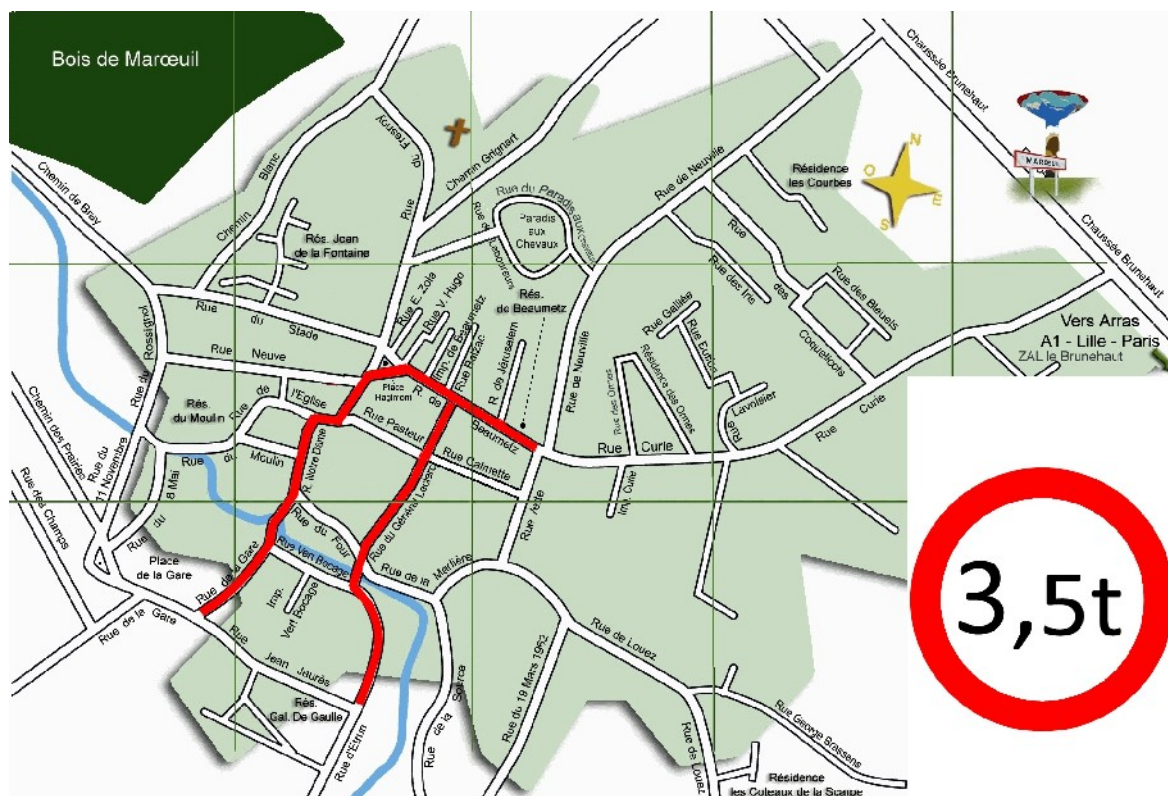 Bois de Marœuil
Chaussée Brunehaut
N
O
E
S
MAROEUIL
Résidence
les Courbes
Chemin de Bray
Chemin Blanc
Rue du Fresnoy
Chemin Grignart
Rue du Paradis aux Chevaux
Paradis
aux
Chevaux
Rue de Neuville
Chaussée Brunehaut
Rés. Jean
de la Fontaine
Rue E. Zola
Rue V. Hugo
Imp. de Beaumetz
Rue Balzac
R. de Jérusalem
Rés.
de Beaumetz
Rue des Iris
Rue des Coquelicots
Rue des Bleuets
Rue Galilée
Vers Arras
A1 - Lille - Paris
ZAL le Brunehaut
Rue du Stade
Rue Neuve
Rue du Rossignol
Place
R. de Beaumetz
Rue de Neuville
Rue des Ormes
Résidence des Ormes
Rue Lavoisier
Rue Curie
Rés.
du Moulin
Rue de l'Eglise
Rue Pasteur
Rue Calmette
Rue Curie
Imp. Curie
Rue du Moulin
R. Notre Dame
Chemin des Prairies
Rue des Champs
Rue du
11 Novembre
Rue du 8 Mai
Rue du Général Leclerc
Rue du Four
Rue Vert Bocage
Imp.
Vert Bocage
Rue de la Marlière
Place
de la Gare
Rue de la Gare
Rue de la Gare
Rue Jean Jaurès
Rés.
Gal. De Gaulle
Rue d'Etrun
Rue de la Source
Rue du 19 Mars 1962
Rue de Louez
Rue George Brassens
Rue de Louez
Résidence
les Coteaux de la Scarpe
3,5t